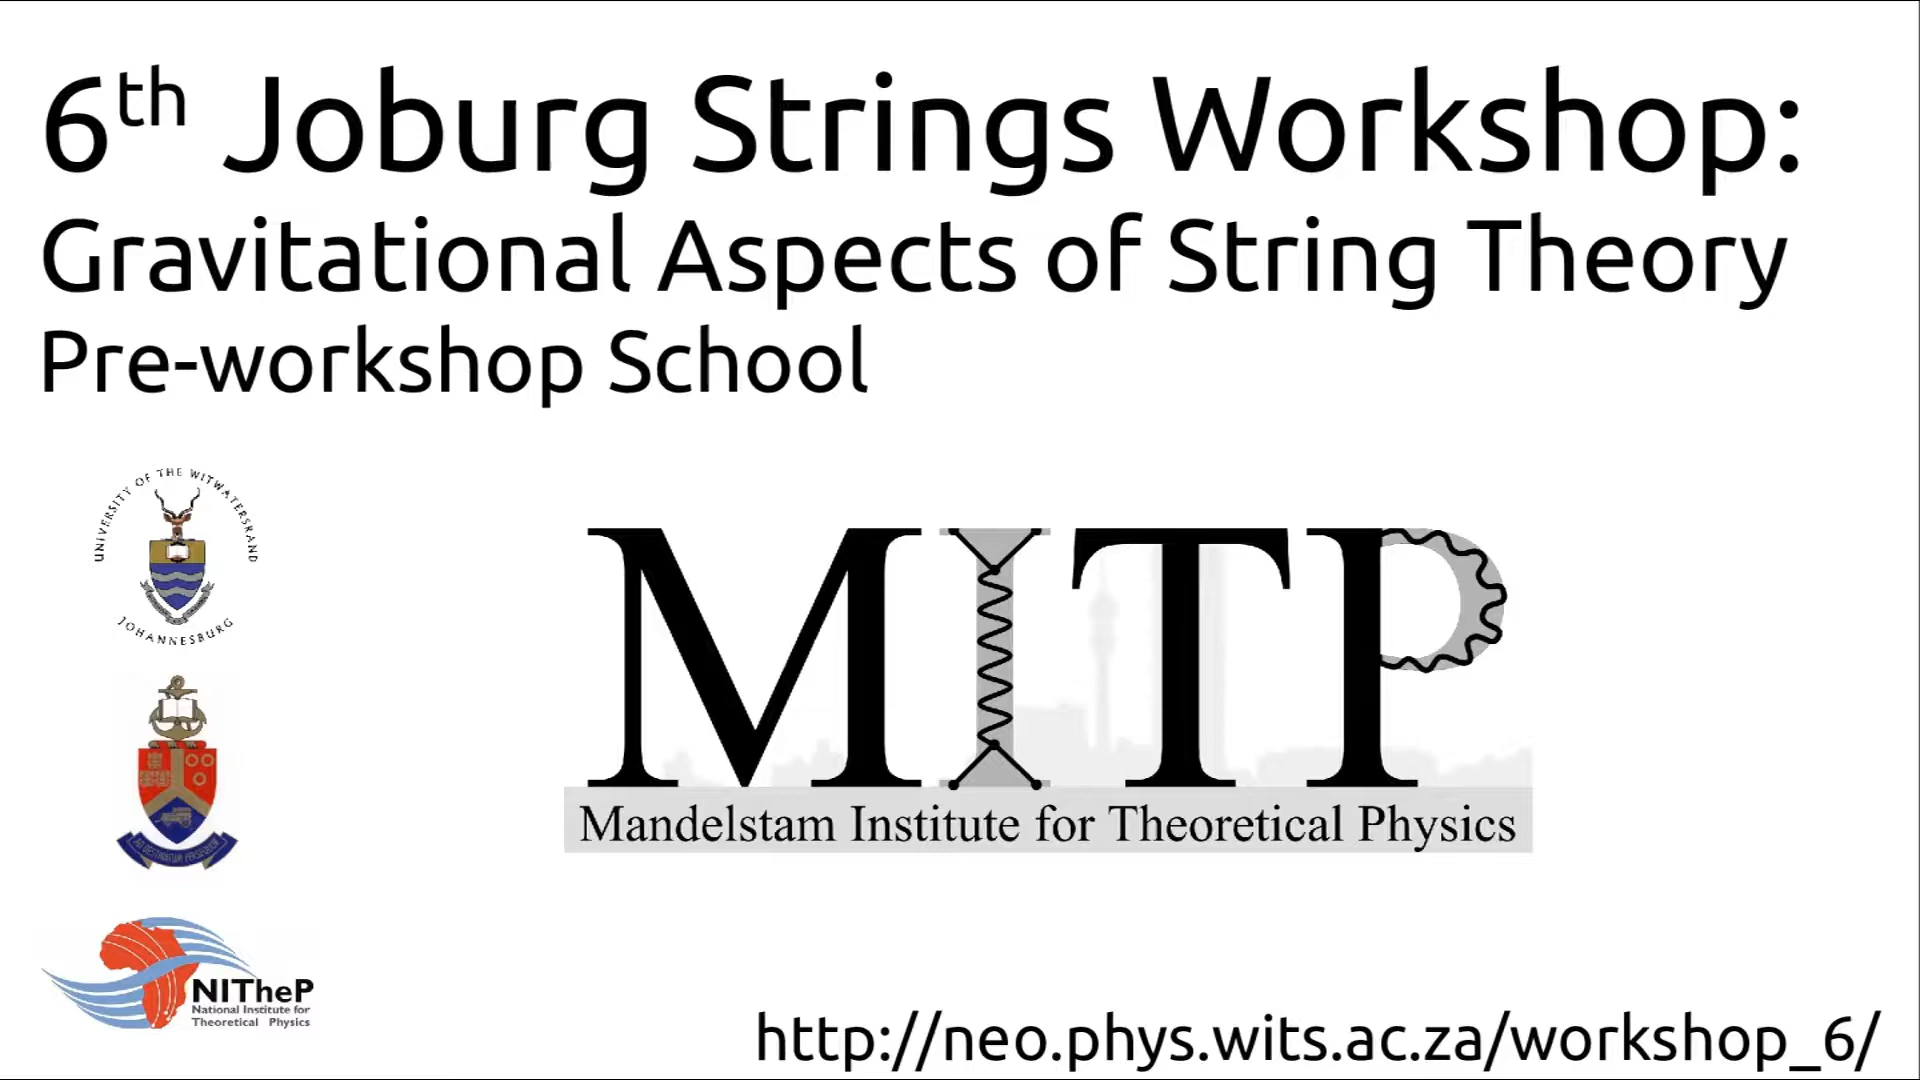 6th Joburg Strings Workshop:
Gravitational Aspects of String Theory
Pre-workshop School
UNIVERSITY OF THE WITWATERSRAND
JOHANNESBURG
MITP
Mandelstam Institute for Theoretical Physics
NITheP
National Institute for
Theoretical Physics
http://neo.phys.wits.ac.za/workshop_6/